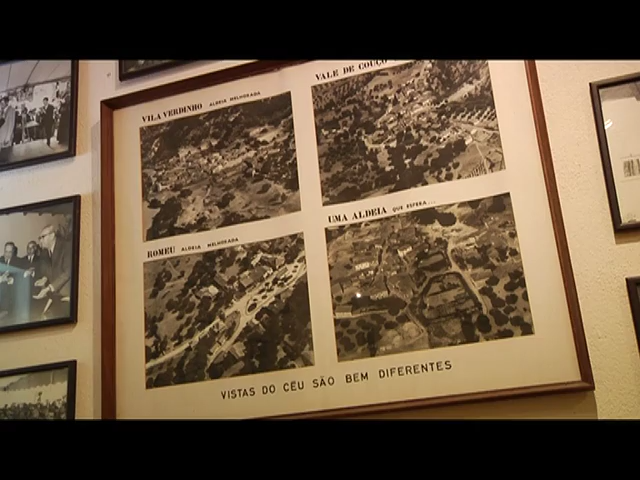 VILA VERDINHO ALDEIA MELHORADA
VALE DE COUÇO
ROMEU ALDEIA MELHORADA
UMA ALDEIA QUE ESPERA...
VISTAS DO CÉU SÃO BEM DIFERENTES